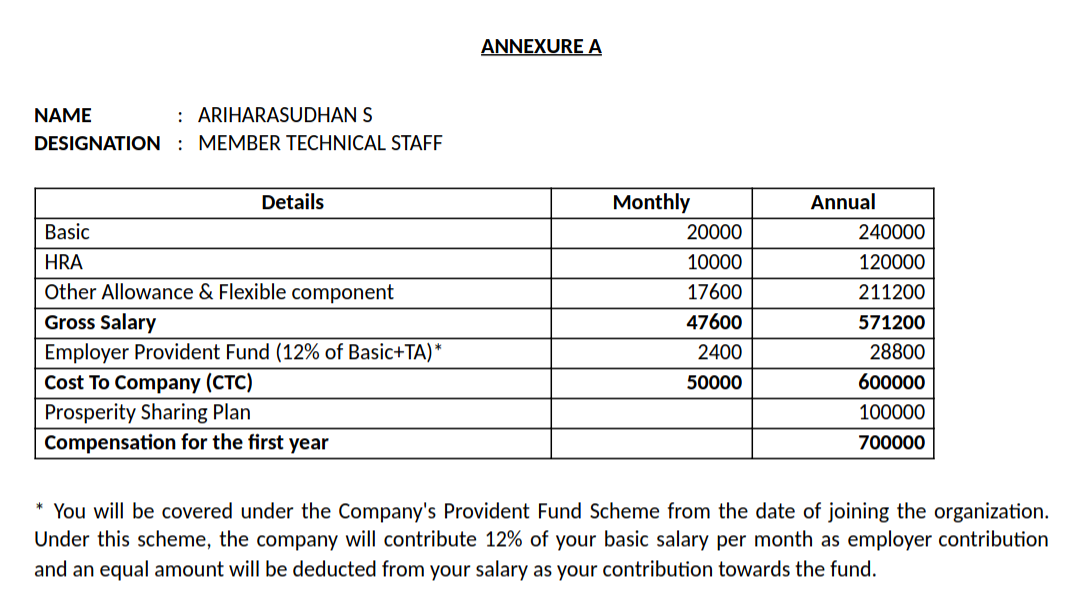 ANNEXURE A
NAME : ARIHARASUDHAN S
DESIGNATION : MEMBER TECHNICAL STAFF
Details Monthly Annual
Basic 20000 240000
HRA 10000 120000
Other Allowance & Flexible component 17600 211200
Gross Salary 47600 571200
Employer Provident Fund (12% of Basic+TA)* 2400 28800
Cost To Company (CTC) 50000 600000
Prosperity Sharing Plan 100000
Compensation for the first year 700000
* You will be covered under the Company's Provident Fund Scheme from the date of joining the organization.
Under this scheme, the company will contribute 12% of your basic salary per month as employer contribution
and an equal amount will be deducted from your salary as your contribution towards the fund.